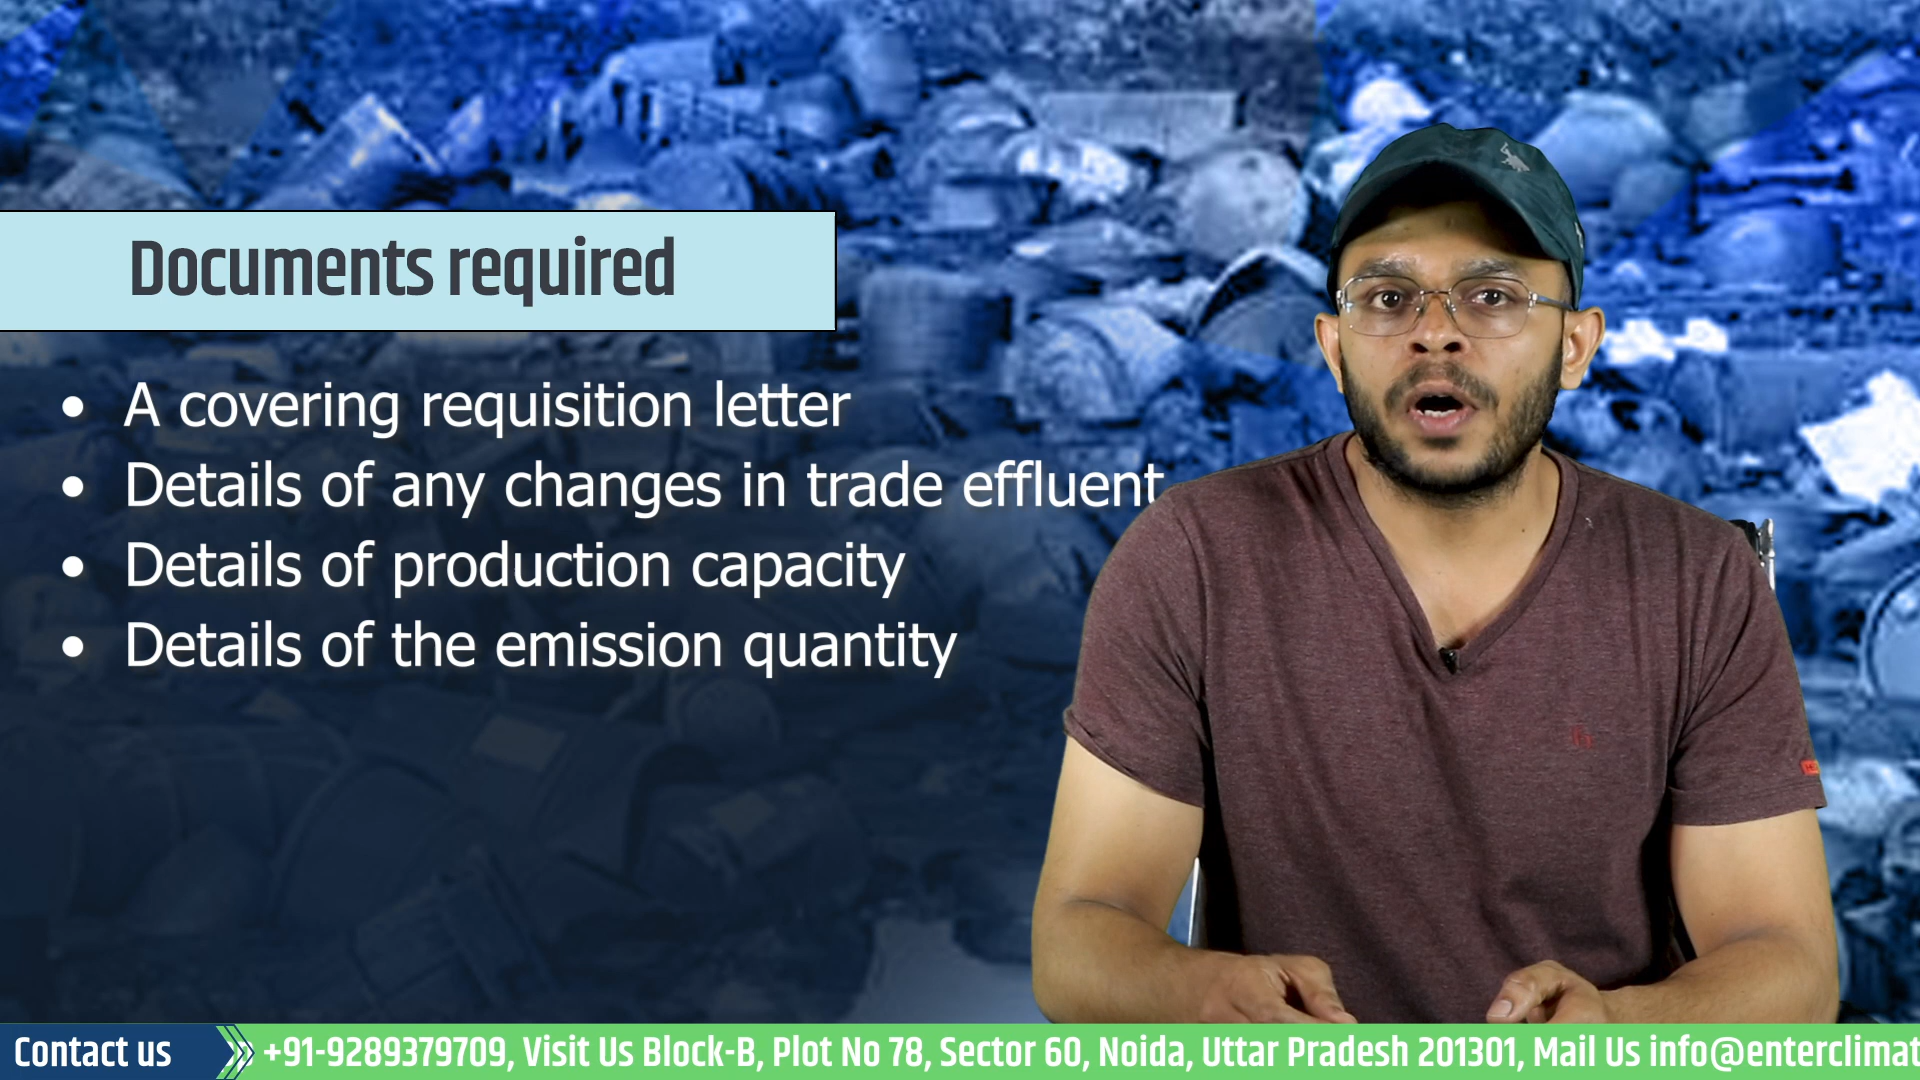 Documents required
• A covering requisition letter
• Details of any changes in trade effluent
• Details of production capacity
• Details of the emission quantity
Contact us
+91-9289379709, Visit Us Block-B, Plot No 78, Sector 60, Noida, Uttar Pradesh 201301, Mail Us info@enterclimat